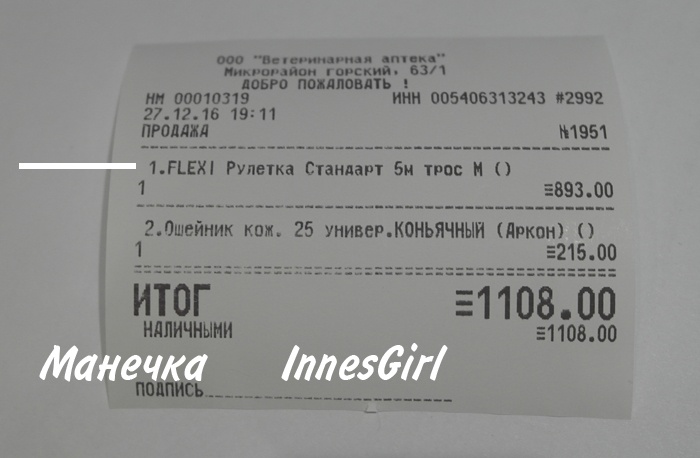 ООО "Ветеринарная аптека"
Микрорайон горский, 63/1
ДОБРО ПОЖАЛОВАТЬ !
НМ 00010319 ИНН 005406313243 #2992
27.12.16 19:11
ПРОДАЖА №1951
1.FLEXI Рулетка Стандарт 5м трос М ()
1 ≡893.00
2.Ошейник кож. 25 универ.КОНЬЯЧНЫЙ (Аркон) ()
1 ≡215.00
ИТОГ ≡1108.00
НАЛИЧНЫМИ ≡1108.00
Манечка InnesGirl
ПОДПИСЬ